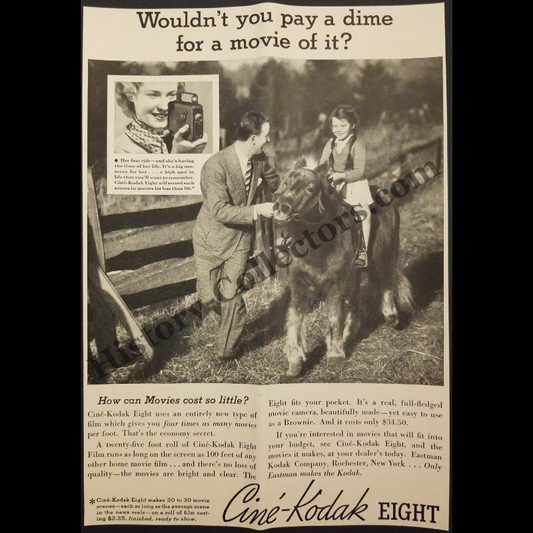 Wouldn't you pay a dime
for a movie of it?
● Her first ride—and she's having
the time of her life. It's a big mo-
ment for her . . . a high spot in
life that you'll want to remember.
Ciné-Kodak Eight will record such
scenes in movies for less than 10¢.*
History-Collectors.com
How can Movies cost so little?
Ciné-Kodak Eight uses an entirely new type of
film which gives you four times as many movies
per foot. That's the economy secret.
A twenty-five foot roll of Ciné-Kodak Eight
Film runs as long on the screen as 100 feet of any
other home movie film . . . and there's no loss of
quality—the movies are bright and clear. The
*Ciné-Kodak Eight makes 20 to 30 movie
scenes—each as long as the average scene
in the news reels—on a roll of film cost-
ing $2.25, finished, ready to show.
Eight fits your pocket. It's a real, full-fledged
movie camera, beautifully made—yet easy to use
as a Brownie. And it costs only $34.50.
If you're interested in movies that will fit into
your budget, see Ciné-Kodak Eight, and the
movies it makes, at your dealer's today. Eastman
Kodak Company, Rochester, New York . . . Only
Eastman makes the Kodak.
Ciné-Kodak EIGHT